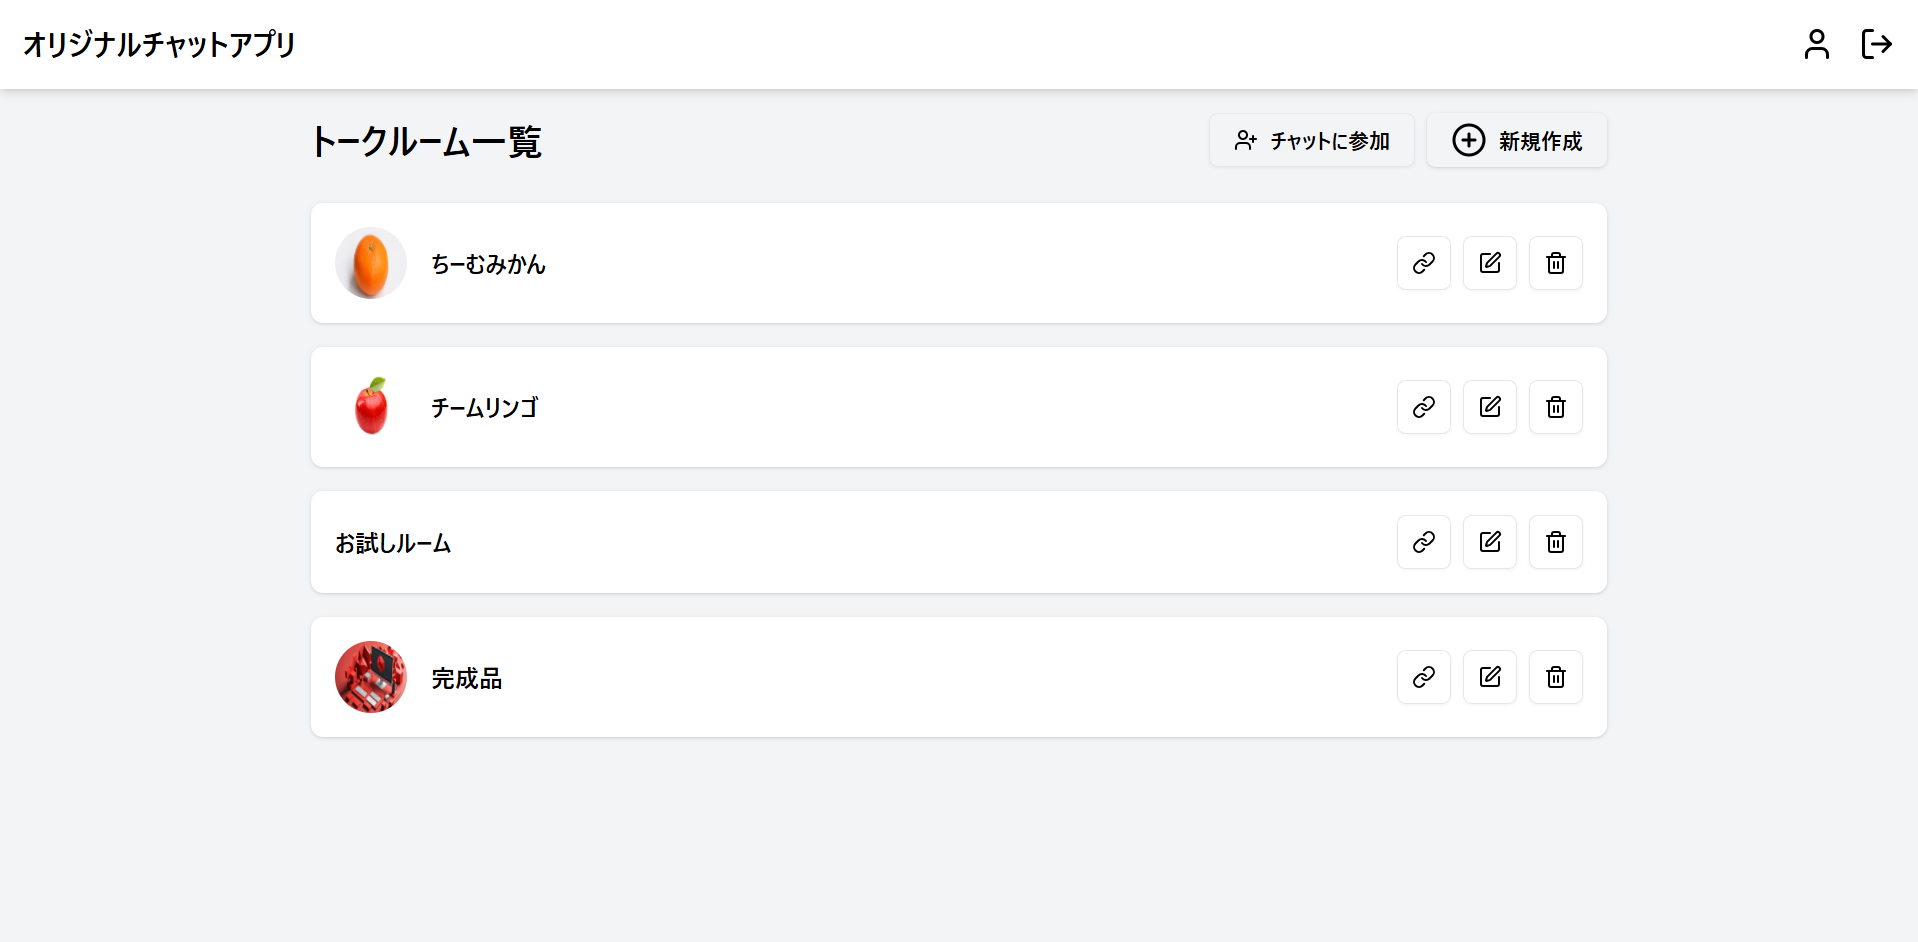 オリジナルチャットアプリ
トークルーム一覧
チャットに参加
新規作成
ちーむみかん
チームリンゴ
お試しルーム
完成品